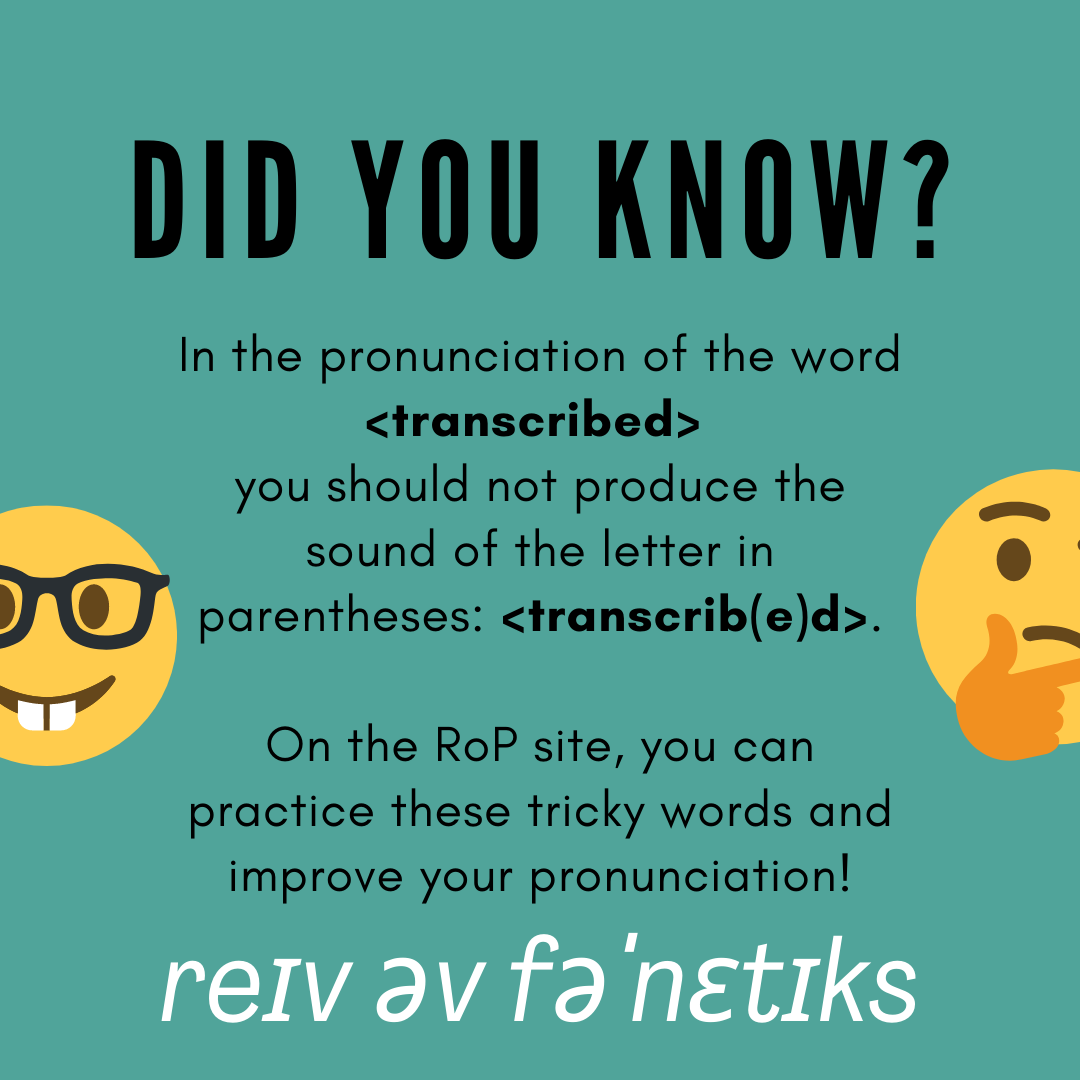 DID YOU KNOW?
In the pronunciation of the word
<transcribed>
you should not produce the
sound of the letter in
parentheses: <transcrib(e)d>.
On the RoP site, you can
practice these tricky words and
improve your pronunciation!
reɪv əv fəˈnɛtɪks